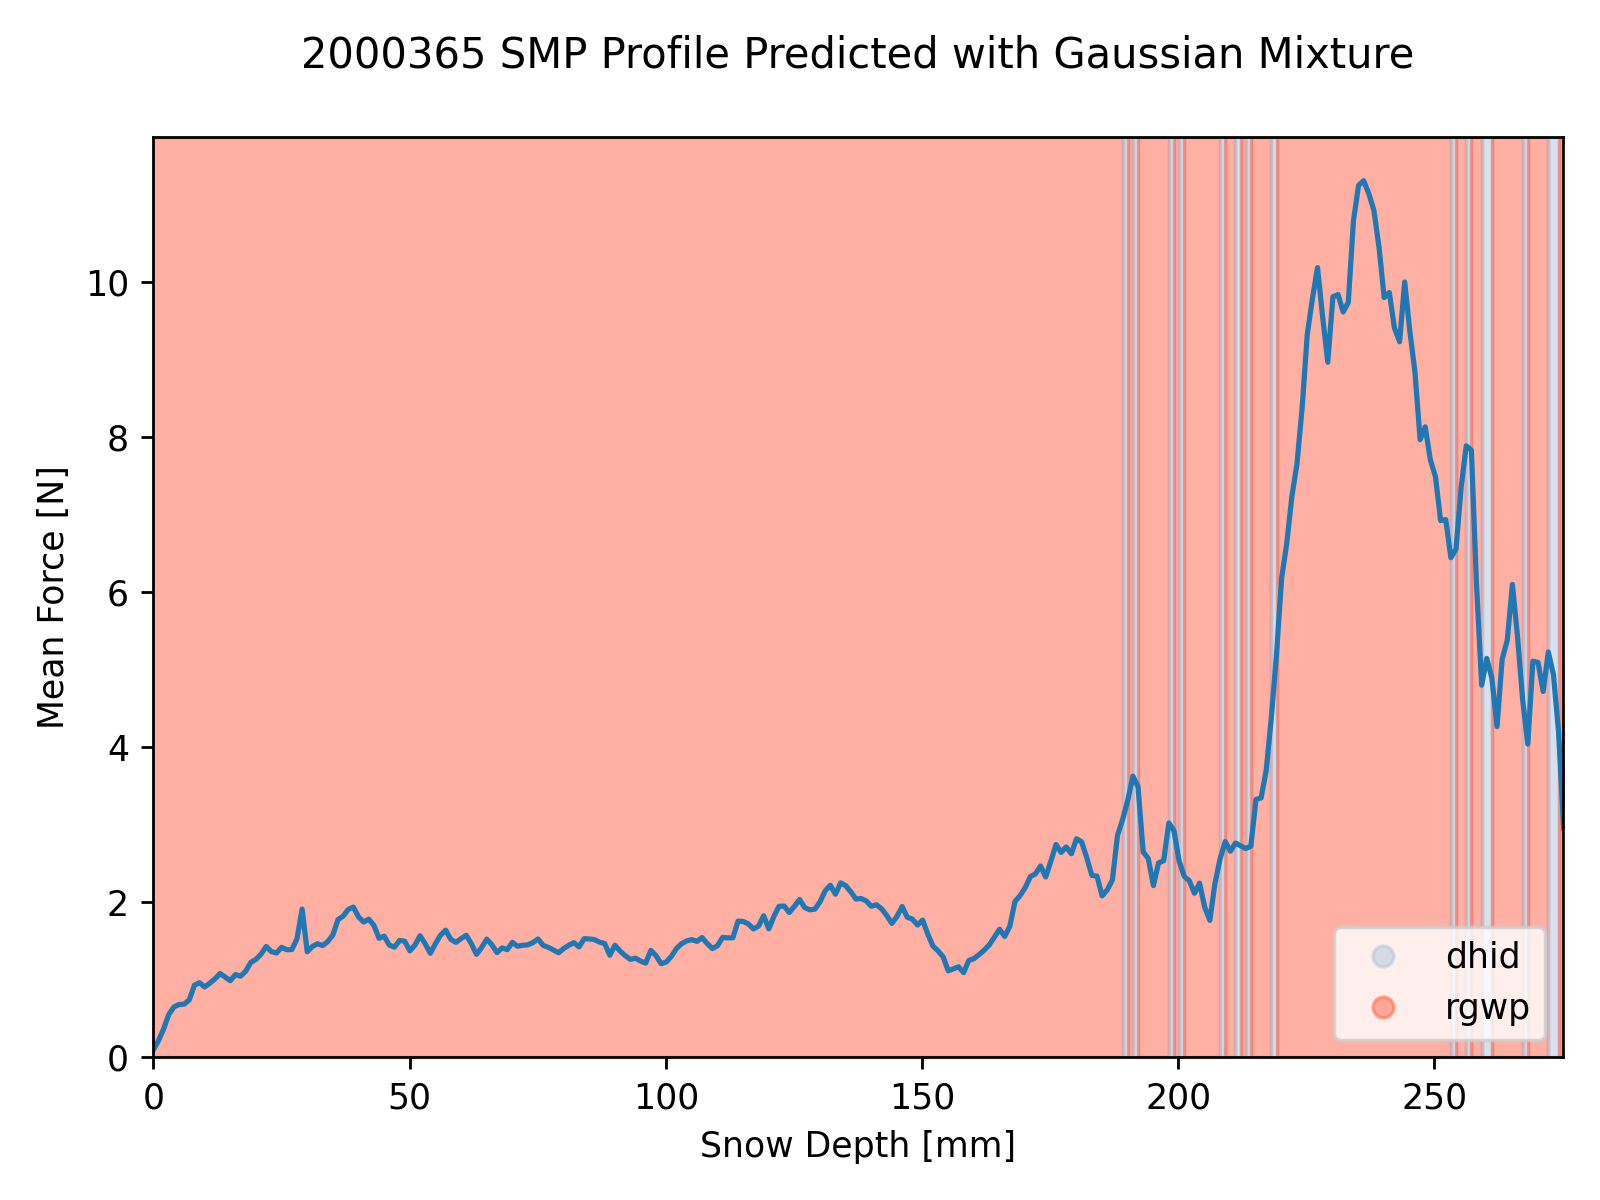 2000365 SMP Profile Predicted with Gaussian Mixture
10
8
6
4
2
0
Mean Force [N]
0 50 100 150 200 250
Snow Depth [mm]
dhid
rgwp